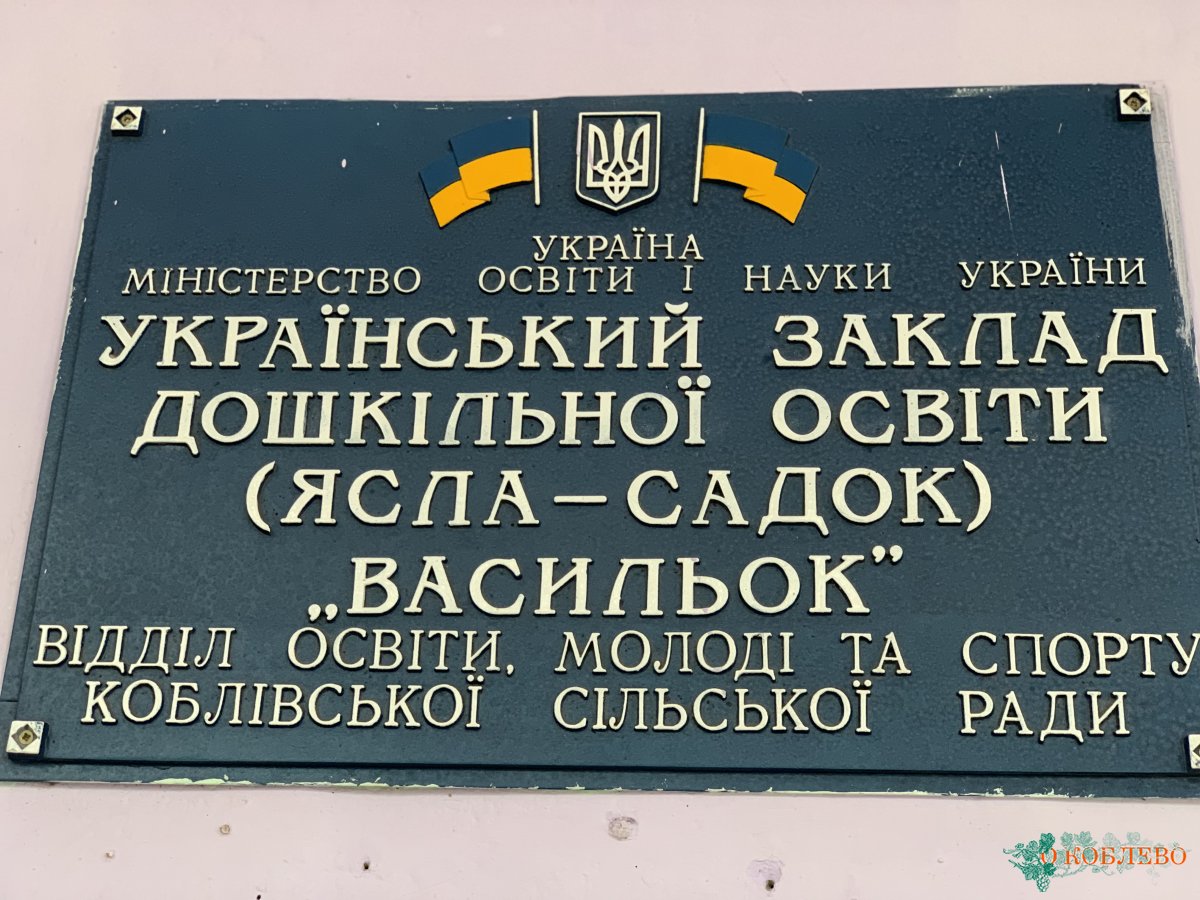 УКРАЇНА
МІНІСТЕРСТВО ОСВІТИ І НАУКИ УКРАЇНИ
УКРАЇНСЬКИЙ ЗАКЛАД
ДОШКІЛЬНОЇ ОСВІТИ
(ЯСЛА–САДОК)
„ВАСИЛЬОК”
ВІДДІЛ ОСВІТИ, МОЛОДІ ТА СПОРТУ
КОБЛІВСЬКОЇ СІЛЬСЬКОЇ РАДИ
О КОБЛЕВО